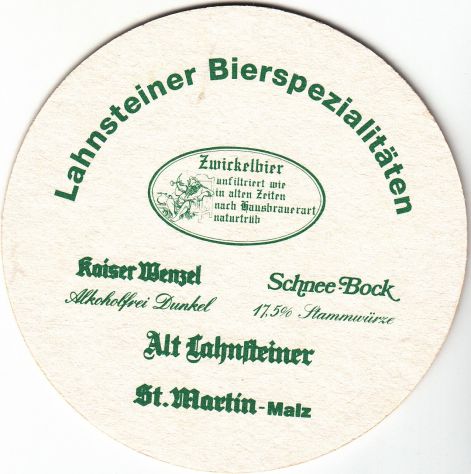 Lahnsteiner Bierspezialitäten
Zwickelbier
unfiltriert wie
in alten Zeiten
nach Hausbrauerart
naturtrüb
Kaiser Wenzel
Alkoholfrei Dunkel
Schnee-Bock
17,5% Stammwürze
Alt Lahnsteiner
St. Martin-Malz